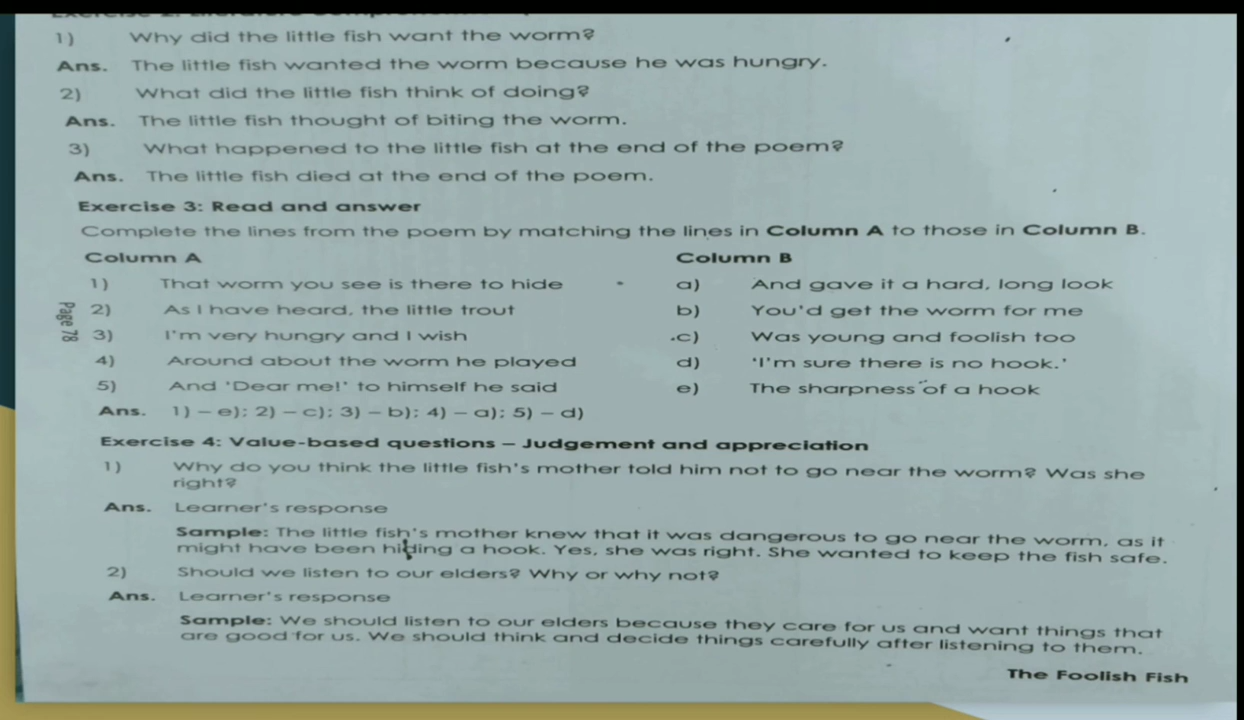 1) Why did the little fish want the worm?
Ans. The little fish wanted the worm because he was hungry.
2) What did the little fish think of doing?
Ans. The little fish thought of biting the worm.
3) What happened to the little fish at the end of the poem?
Ans. The little fish died at the end of the poem.
Exercise 3: Read and answer
Complete the lines from the poem by matching the lines in Column A to those in Column B.
Column A Column B
1) That worm you see is there to hide a) And gave it a hard, long look
2) As I have heard, the little trout b) You'd get the worm for me
3) I'm very hungry and I wish c) Was young and foolish too
4) Around about the worm he played d) 'I'm sure there is no hook.'
5) And 'Dear me!' to himself he said e) The sharpness of a hook
Ans. 1) – e); 2) – c); 3) – b); 4) – a); 5) – d)
Page 78
Exercise 4: Value-based questions – Judgement and appreciation
1) Why do you think the little fish's mother told him not to go near the worm? Was she
right?
Ans. Learner's response
Sample: The little fish's mother knew that it was dangerous to go near the worm, as it
might have been hiding a hook. Yes, she was right. She wanted to keep the fish safe.
2) Should we listen to our elders? Why or why not?
Ans. Learner's response
Sample: We should listen to our elders because they care for us and want things that
are good for us. We should think and decide things carefully after listening to them.
The Foolish Fish